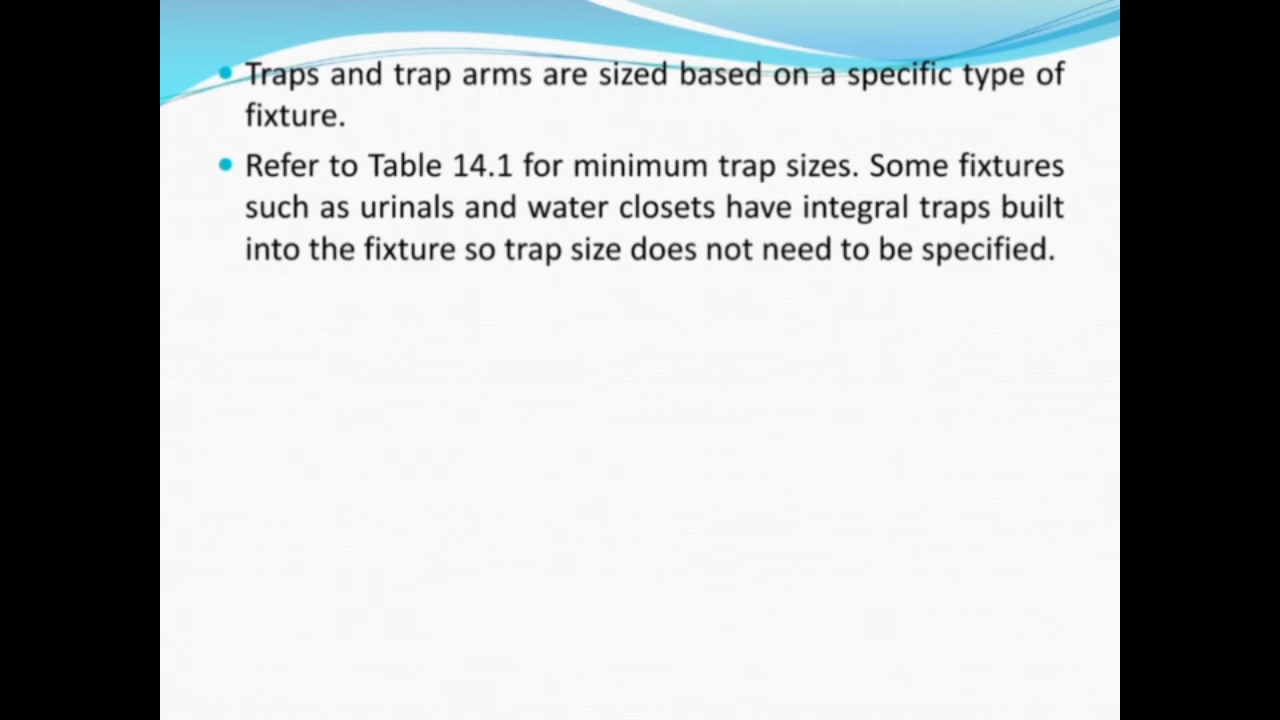 • Traps and trap arms are sized based on a specific type of
fixture.
• Refer to Table 14.1 for minimum trap sizes. Some fixtures
such as urinals and water closets have integral traps built
into the fixture so trap size does not need to be specified.